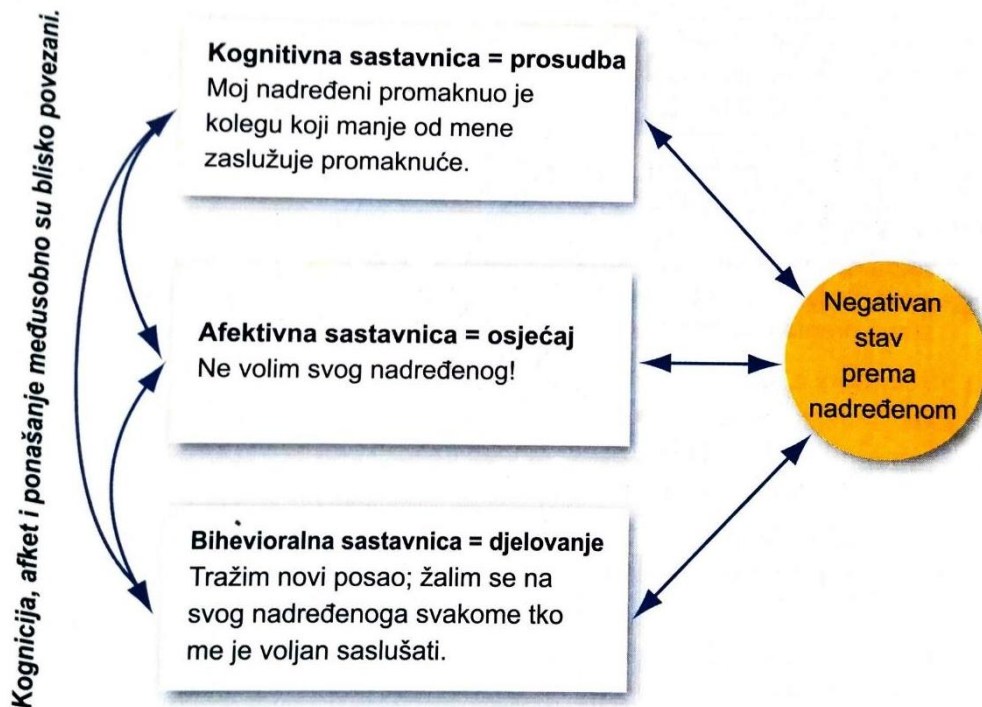 Kognicija, afket i ponašanje međusobno su blisko povezani.
Kognitivna sastavnica = prosudba
Moj nadređeni promaknuo je
kolegu koji manje od mene
zaslužuje promaknuće.
Afektivna sastavnica = osjećaj
Ne volim svog nadređenog!
Bihevioralna sastavnica = djelovanje
Tražim novi posao; žalim se na
svog nadređenoga svakome tko
me je voljan saslušati.
Negativan
stav
prema
nadređenom